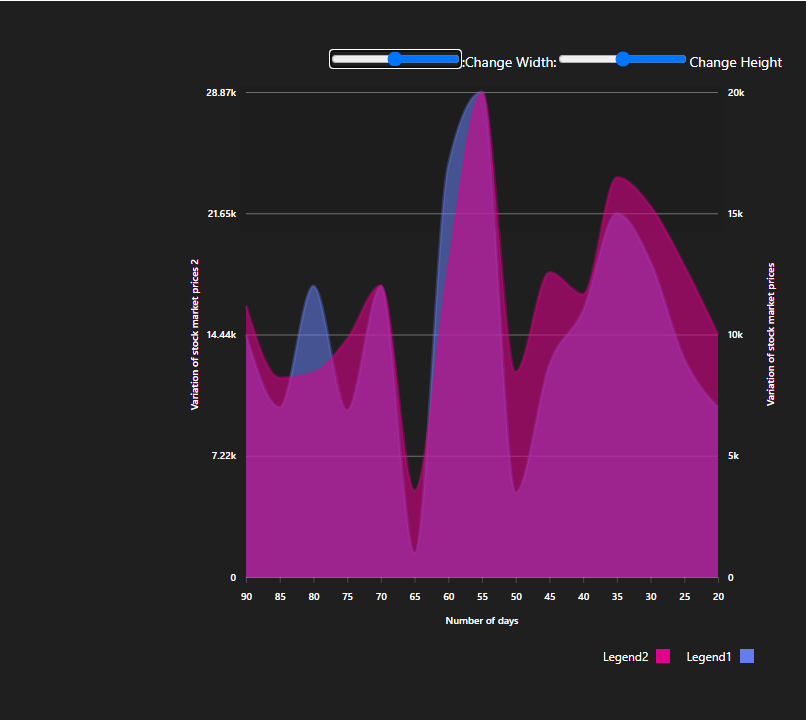 :Change Width:
Change Height
28.87k
20k
21.65k
15k
14.44k
10k
7.22k
5k
0
0
Variation of stock market prices 2
Variation of stock market prices
90 85 80 75 70 65 60 55 50 45 40 35 30 25 20
Number of days
Legend2
Legend1